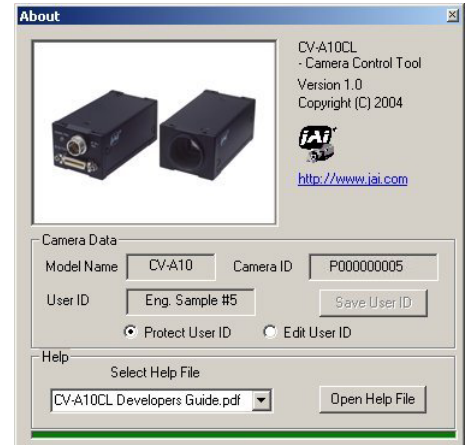 About
CV-A10CL
- Camera Control Tool
Version 1.0
Copyright (C) 2004
JAI
http://www.jai.com
Camera Data
Model Name CV-A10 Camera ID P000000005
User ID Eng. Sample #5 Save User ID
Protect User ID Edit User ID
Help
Select Help File
CV-A10CL Developers Guide.pdf Open Help File